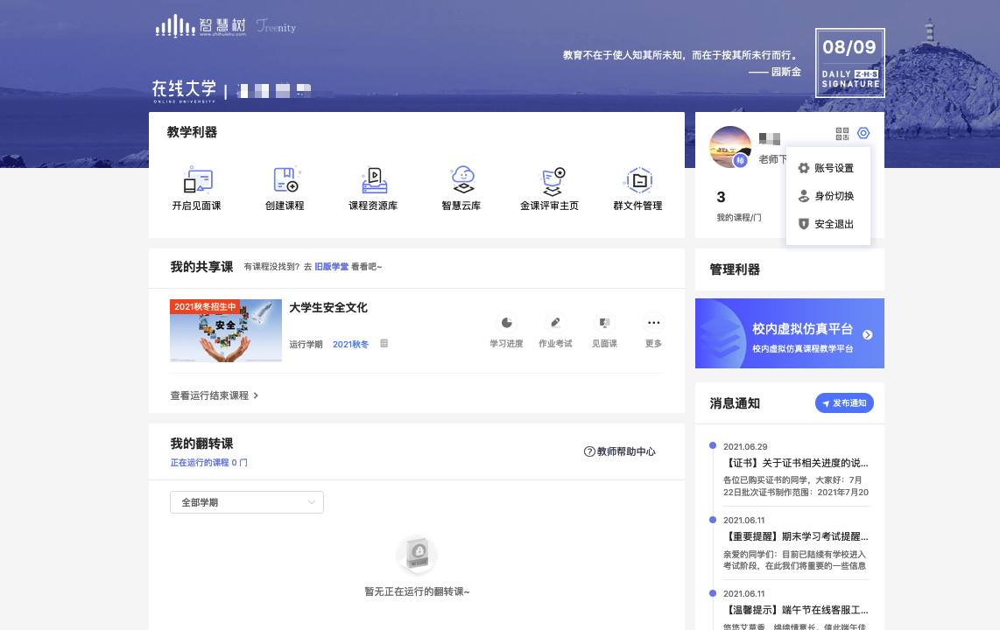 智慧树
www.zhihuishu.com
Treenity
教育不在于使人知其所未知，而在于按其所未行而行。
—— 园斯金
08/09
DAILY Z·H·S
SIGNATURE
在线大学
ONLINE UNIVERSITY
教学利器
开启见面课
创建课程
课程资源库
智慧云库
金课评审主页
群文件管理
师
老师下
账号设置
身份切换
安全退出
3
我的课程/门
我的共享课
有课程没找到？去 旧版学堂 看看吧~
2021秋冬招生中
安全
大学生安全文化
运行学期 2021秋冬
学习进度
作业考试
见面课
更多
查看运行结束课程
管理利器
校内虚拟仿真平台
校内虚拟仿真课程教学平台
我的翻转课
正在运行的课程 0 门
教师帮助中心
全部学期
暂无正在运行的翻转课~
消息通知
发布通知
2021.06.29
【证书】关于证书相关进度的说...
各位已购买证书的同学，大家好：7月
22日批次证书制作范围：2021年7月20
2021.06.11
【重要提醒】期末学习考试提醒...
亲爱的同学们：目前已陆续有学校进入
考试阶段，在此我们将重要的一些信息
2021.06.11
【温馨提示】端午节在线客服工...
悠悠艾草香，绵绵情意长。值此端午佳